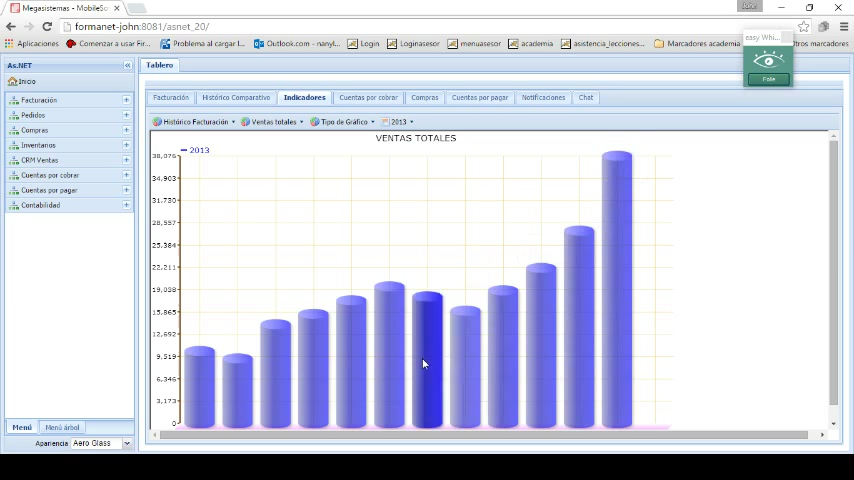 Megasistemas - MobileSo
formanet-john:8081/asnet_20/
Aplicaciones
Comenzar a usar Fir...
Problema al cargar l...
Outlook.com - nanyl...
Login
Loginasesor
menuasesor
academia
asistencia_lecciones...
Marcadores academia
Otros marcadores
easy Whi...
As.NET
«
Tablero
Inicio
Facturación
Histórico Comparativo
Indicadores
Cuentas por cobrar
Compras
Cuentas por pagar
Notificaciones
Chat
Facturación
Pedidos
Compras
Inventarios
CRM Ventas
Cuentas por cobrar
Cuentas por pagar
Contabilidad
Histórico Facturación
Ventas totales
Tipo de Gráfico
2013
VENTAS TOTALES
2013
38,076
34,903
31,730
28,557
25,384
22,211
19,038
15,865
12,692
9,519
6,346
3,173
0
Menú
Menú árbol
Apariencia
Aero Glass